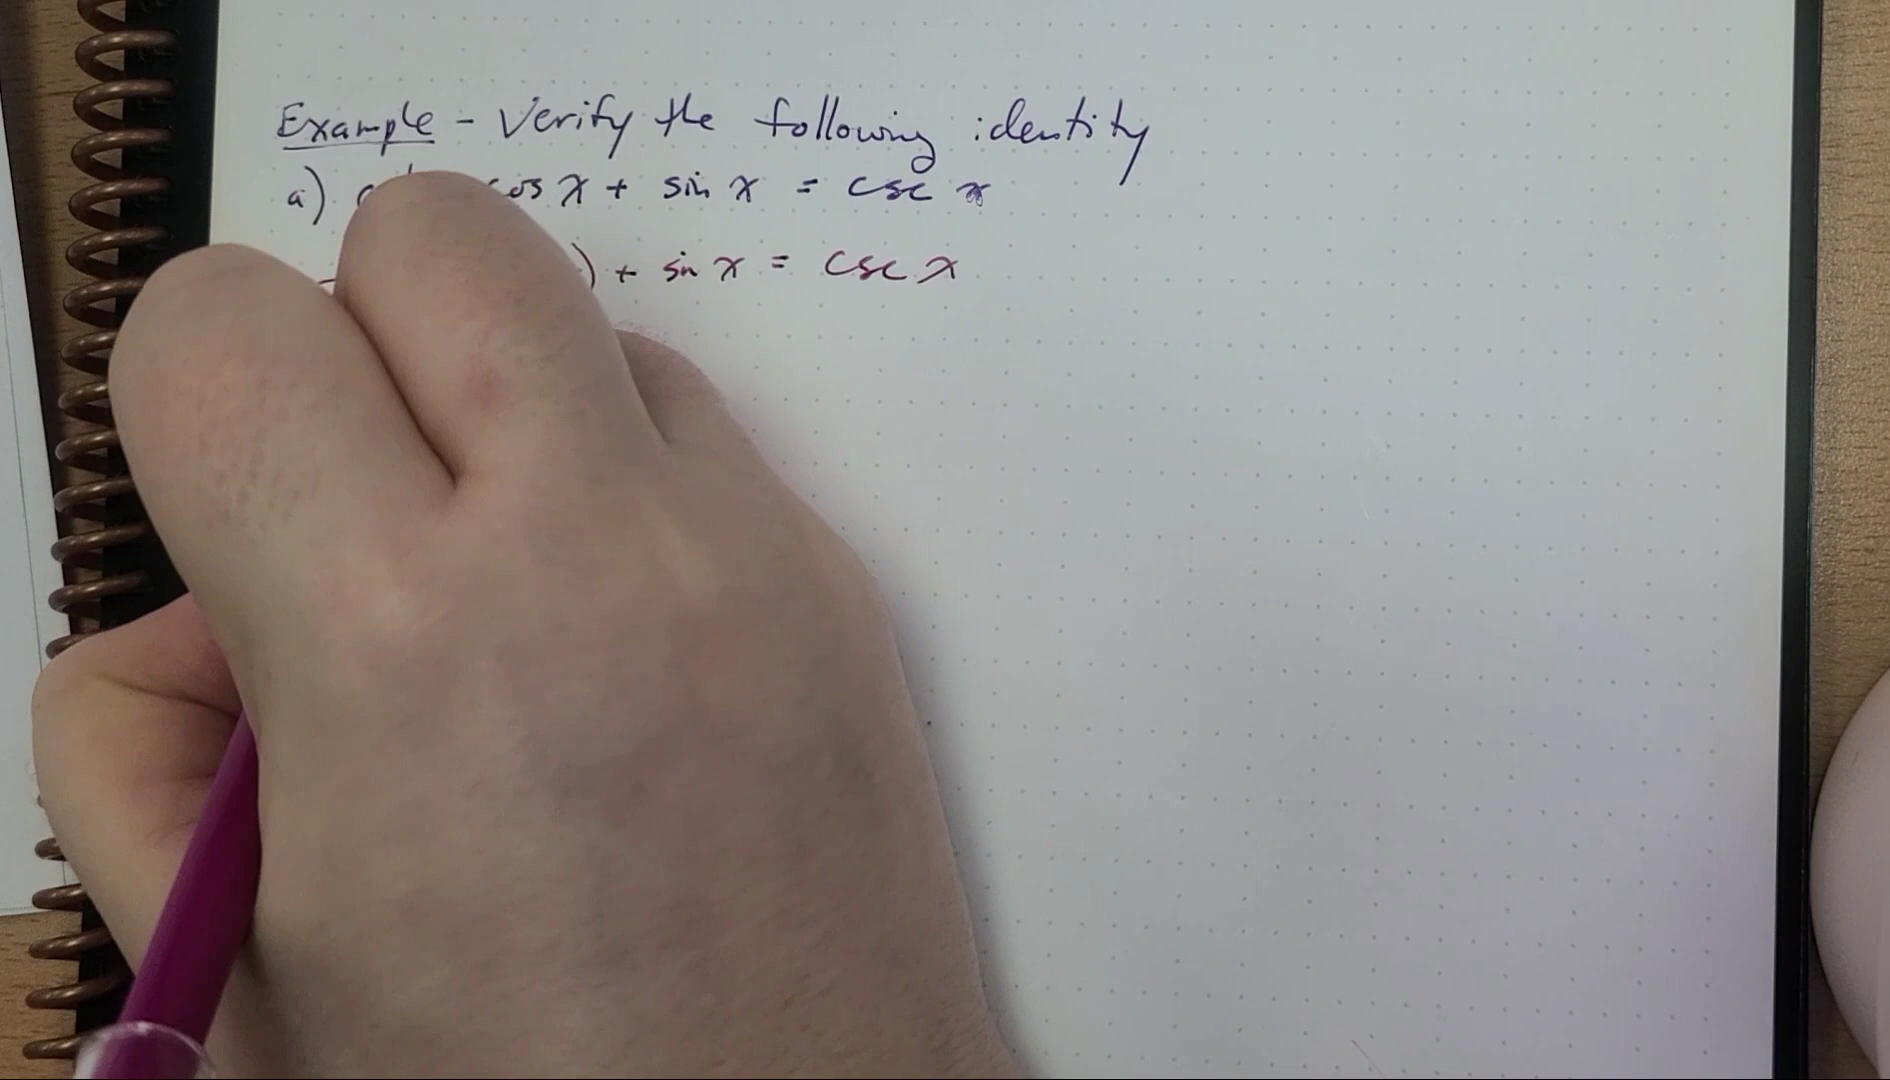 Example - Verify the following identity
a) cos x + sin x = csc x
) + sin x = csc x